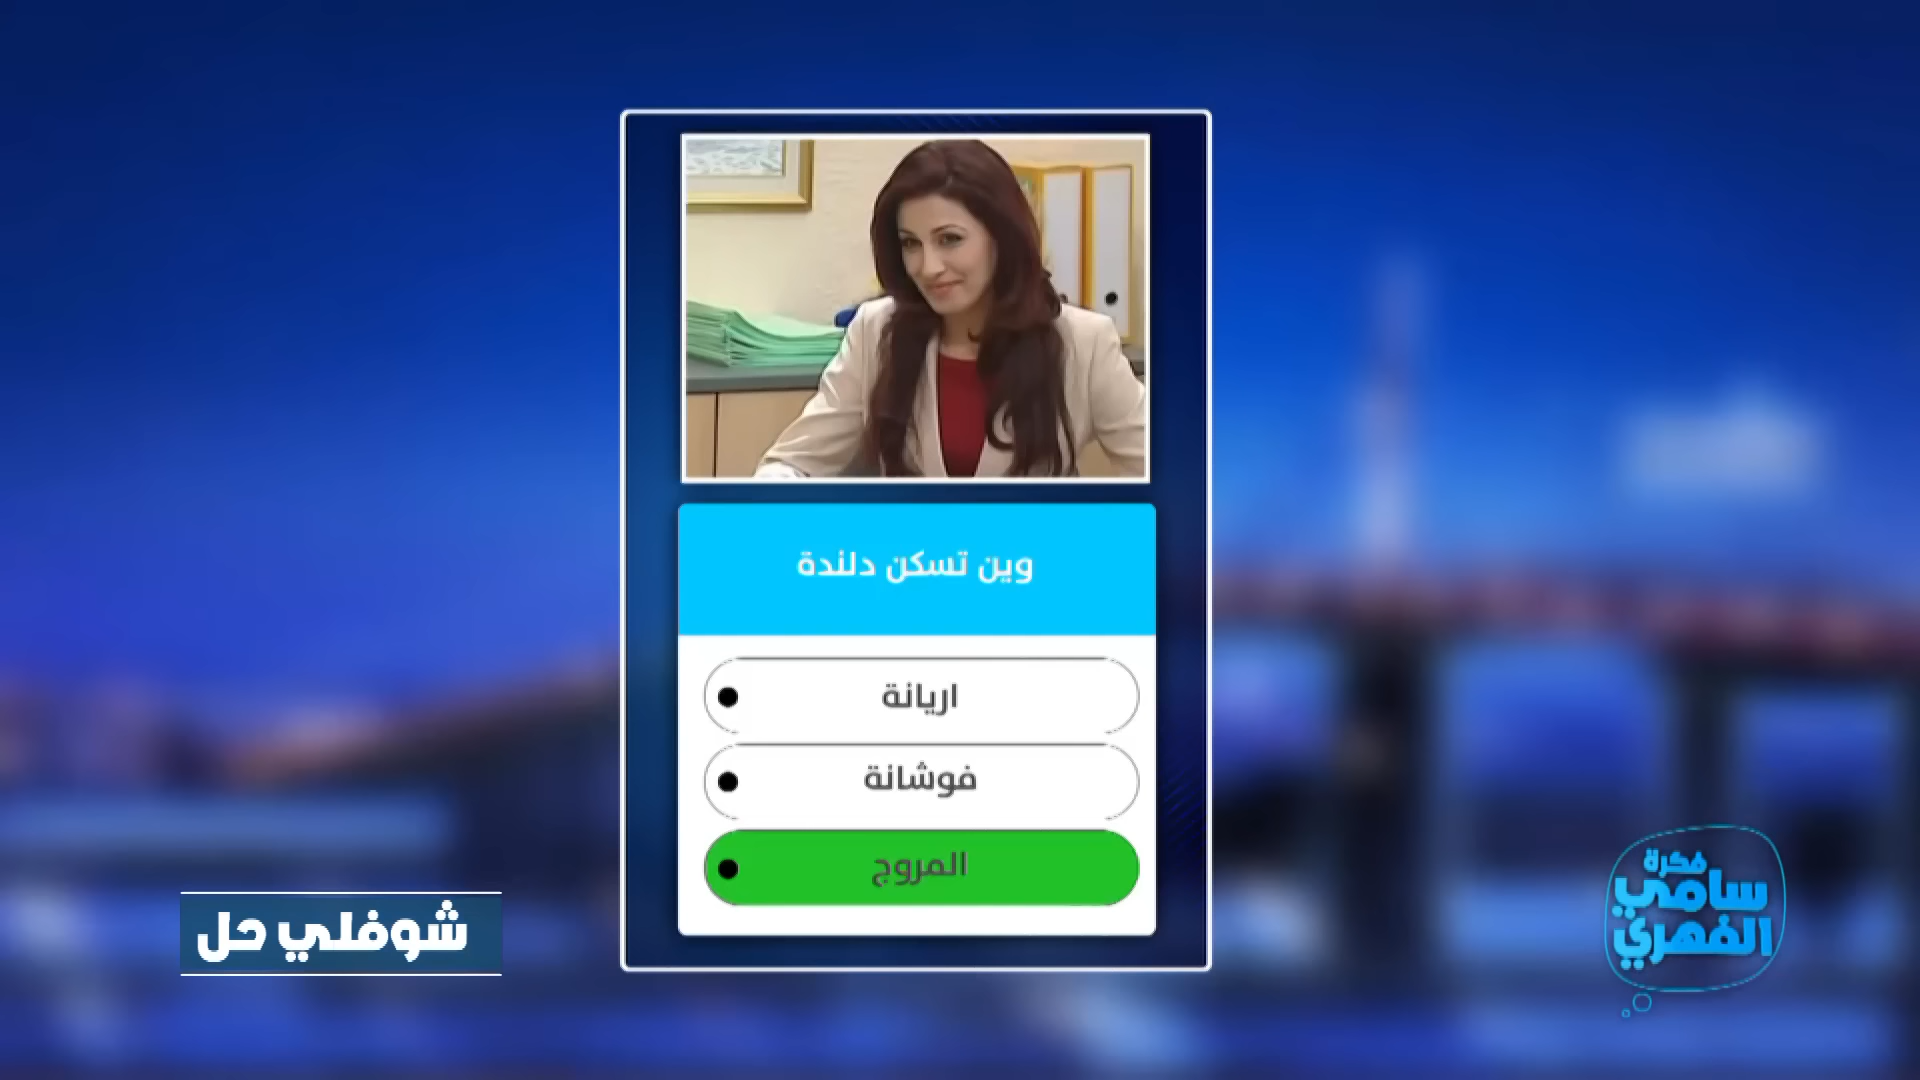 وين تسكن دلندة
اريانة
فوشانة
المروج
شوفلي حل
فكرة
سامي
الفهري